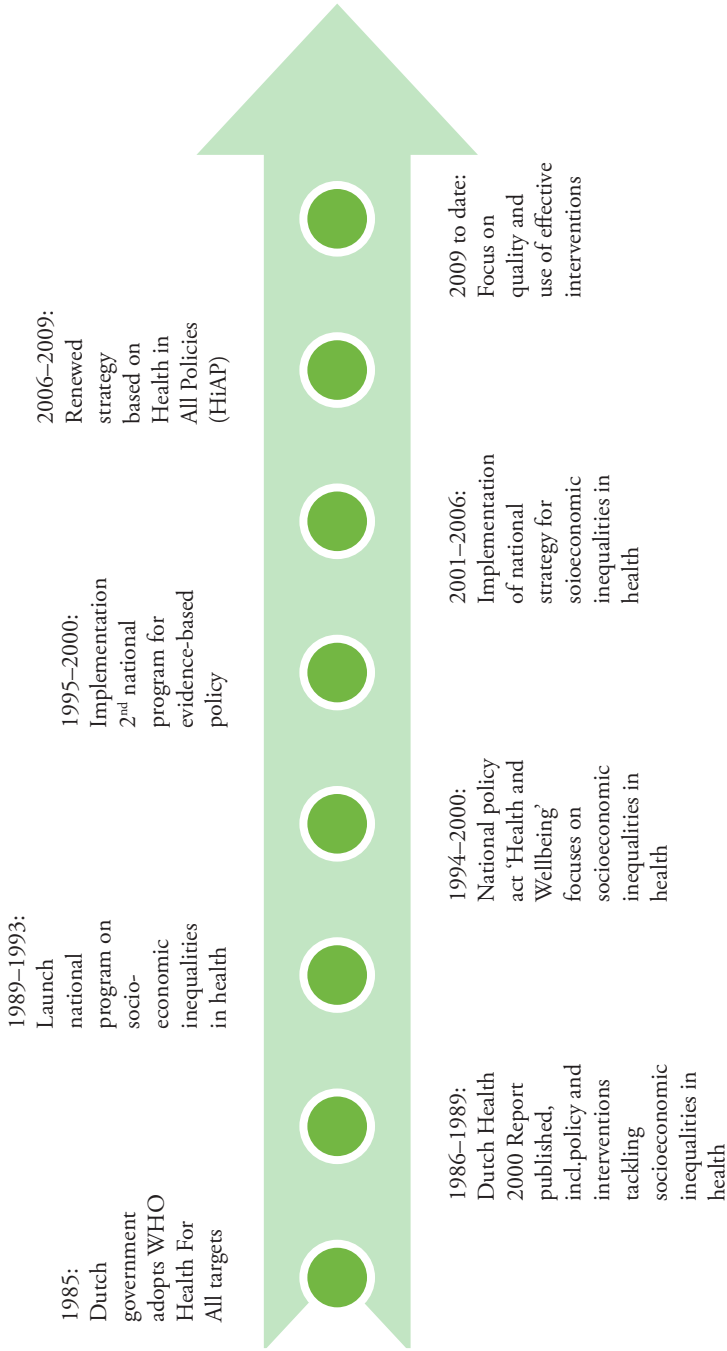 1985:
Dutch
government
adopts WHO
Health For
All targets
1986–1989:
Dutch Health
2000 Report
published,
incl.policy and
interventions
tackling
socioeconomic
inequalities in
health
1989–1993:
Launch
national
program on
socio-
economic
inequalities
in health
1994–2000:
National policy
act ‘Health and
Wellbeing’
focuses on
socioeconomic
inequalities in
health
1995–2000:
Implementation
2nd national
program for
evidence-based
policy
2001–2006:
Implementation
of national
strategy for
soioeconomic
inequalities in
health
2006–2009:
Renewed
strategy
based on
Health in
All Policies
(HiAP)
2009 to date:
Focus on
quality and
use of effective
interventions